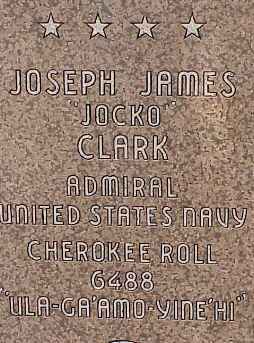 JOSEPH JAMES
"JOCKO"
CLARK
ADMIRAL
UNITED STATES NAVY
CHEROKEE ROLL
6488
"ULA-GA'AMO-YINE'HI"